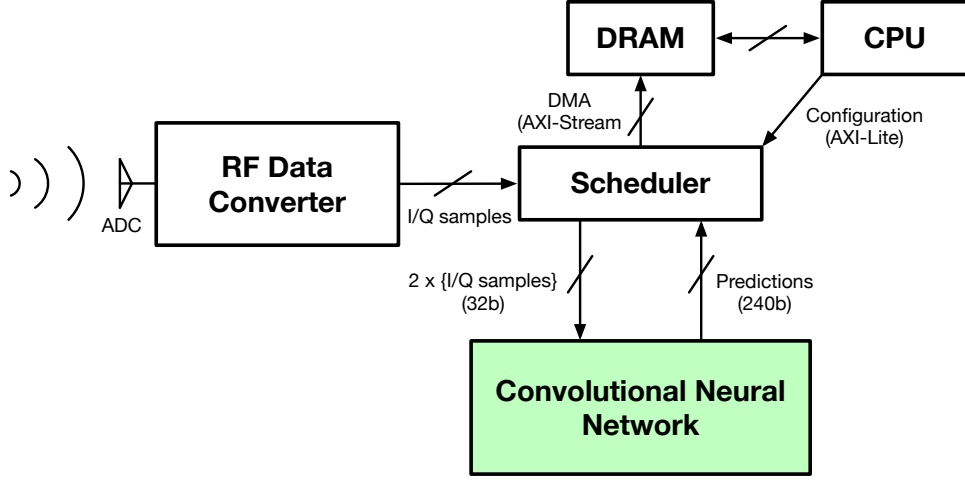 DRAM
CPU
DMA
(AXI-Stream
Configuration
(AXI-Lite)
RF Data
Converter
ADC
I/Q samples
Scheduler
2 x {I/Q samples}
(32b)
Predictions
(240b)
Convolutional Neural
Network